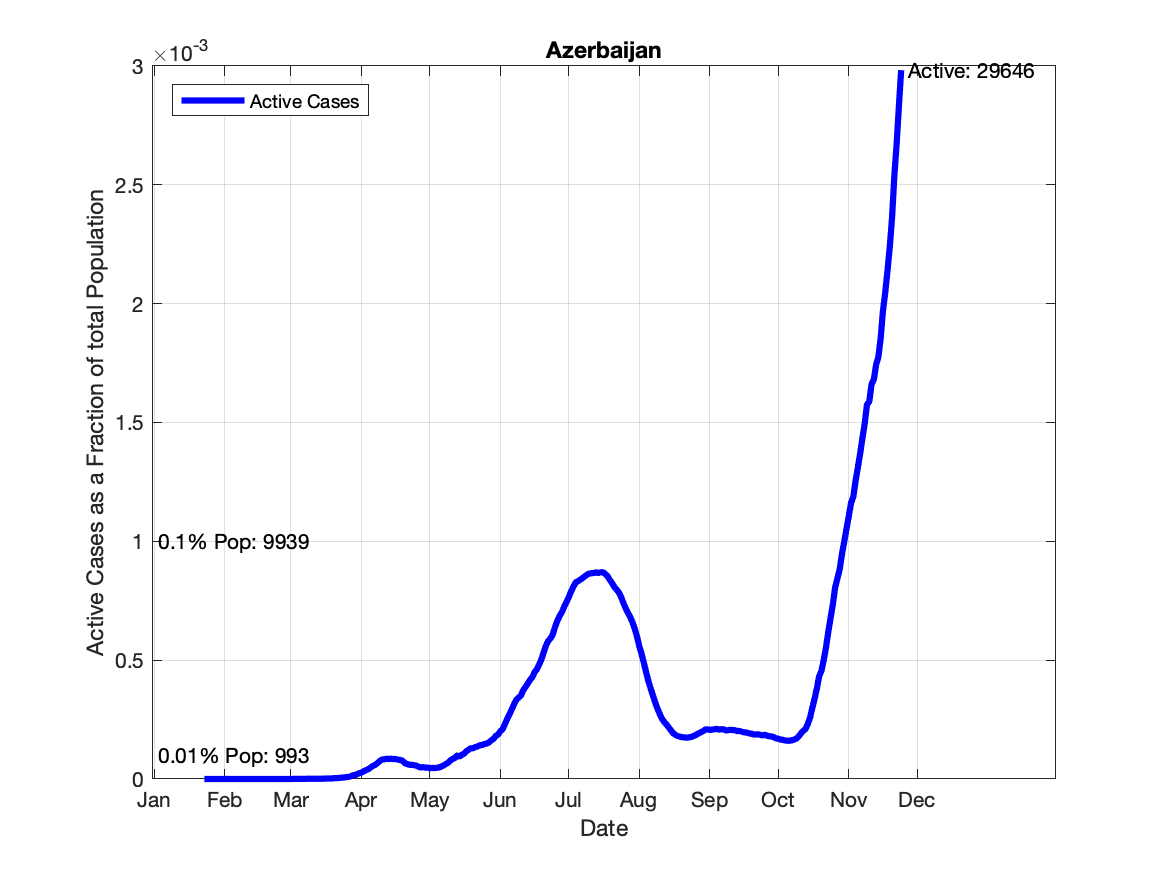 Azerbaijan
×10-3
3
Active: 29646
Active Cases
2.5
2
1.5
1
0.1% Pop: 9939
0.5
0.01% Pop: 993
0
Active Cases as a Fraction of total Population
Jan Feb Mar Apr May Jun Jul Aug Sep Oct Nov Dec
Date